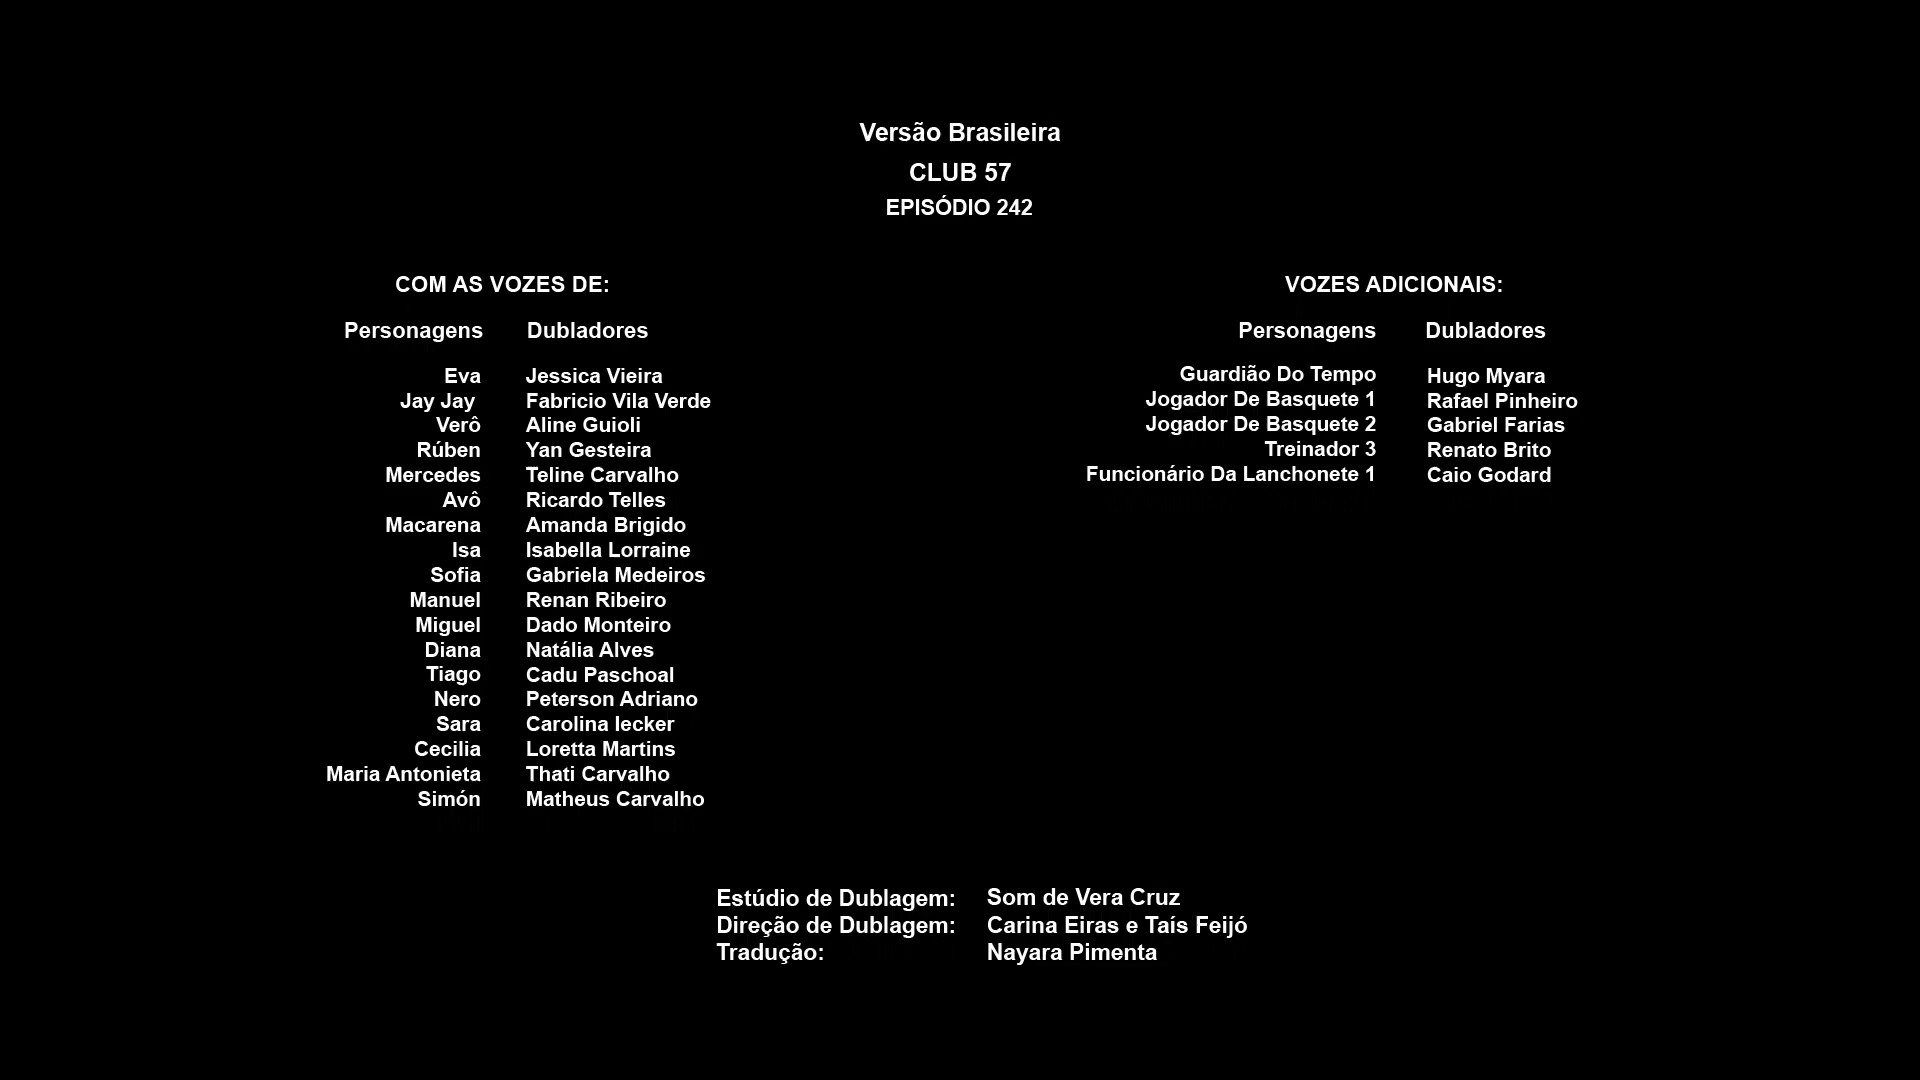 Versão Brasileira
CLUB 57
EPISÓDIO 242
COM AS VOZES DE:
Personagens Dubladores
Eva Jessica Vieira
Jay Jay Fabricio Vila Verde
Verô Aline Guioli
Rúben Yan Gesteira
Mercedes Teline Carvalho
Avô Ricardo Telles
Macarena Amanda Brigido
Isa Isabella Lorraine
Sofia Gabriela Medeiros
Manuel Renan Ribeiro
Miguel Dado Monteiro
Diana Natália Alves
Tiago Cadu Paschoal
Nero Peterson Adriano
Sara Carolina Iecker
Cecilia Loretta Martins
Maria Antonieta Thati Carvalho
Simón Matheus Carvalho
VOZES ADICIONAIS:
Personagens Dubladores
Guardião Do Tempo Hugo Myara
Jogador De Basquete 1 Rafael Pinheiro
Jogador De Basquete 2 Gabriel Farias
Treinador 3 Renato Brito
Funcionário Da Lanchonete 1 Caio Godard
Estúdio de Dublagem: Som de Vera Cruz
Direção de Dublagem: Carina Eiras e Taís Feijó
Tradução: Nayara Pimenta